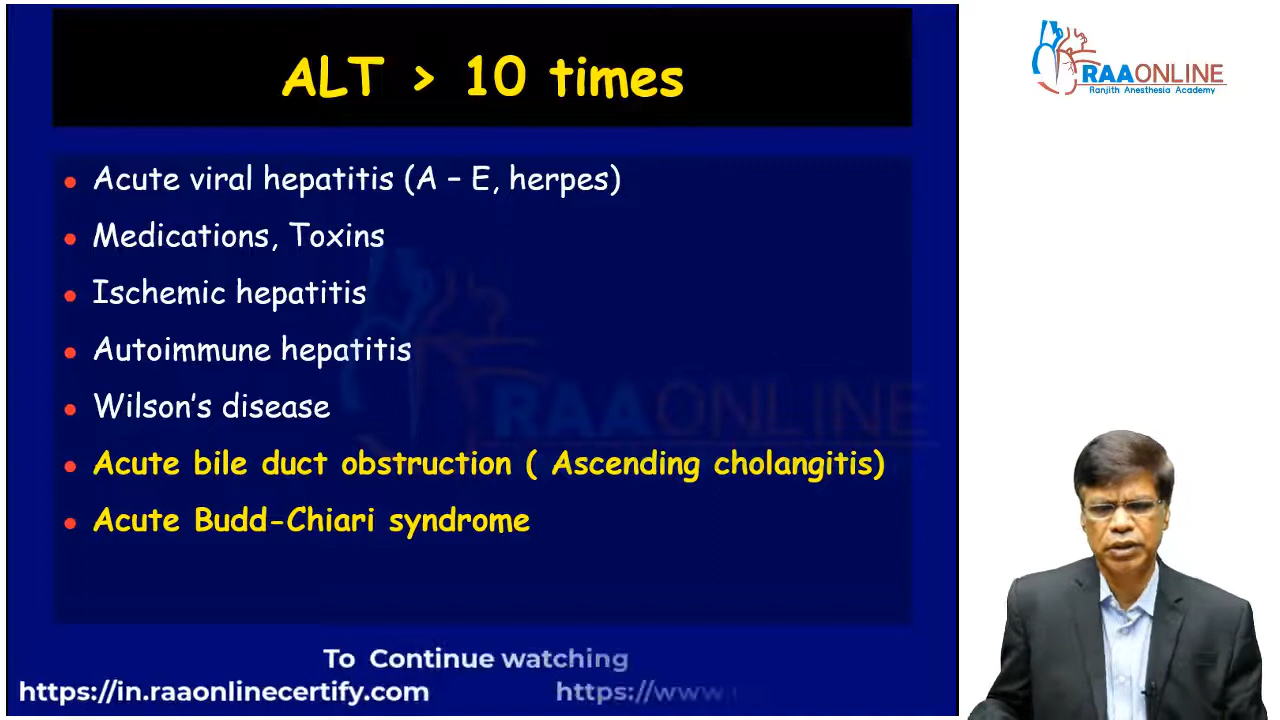 ALT > 10 times
RAAONLINE
Ranjith Anesthesia Academy
• Acute viral hepatitis (A – E, herpes)
• Medications, Toxins
• Ischemic hepatitis
• Autoimmune hepatitis
• Wilson’s disease
• Acute bile duct obstruction ( Ascending cholangitis)
• Acute Budd-Chiari syndrome
RAAONLINE
To Continue watching
https://in.raaonlinecertify.com
https://www